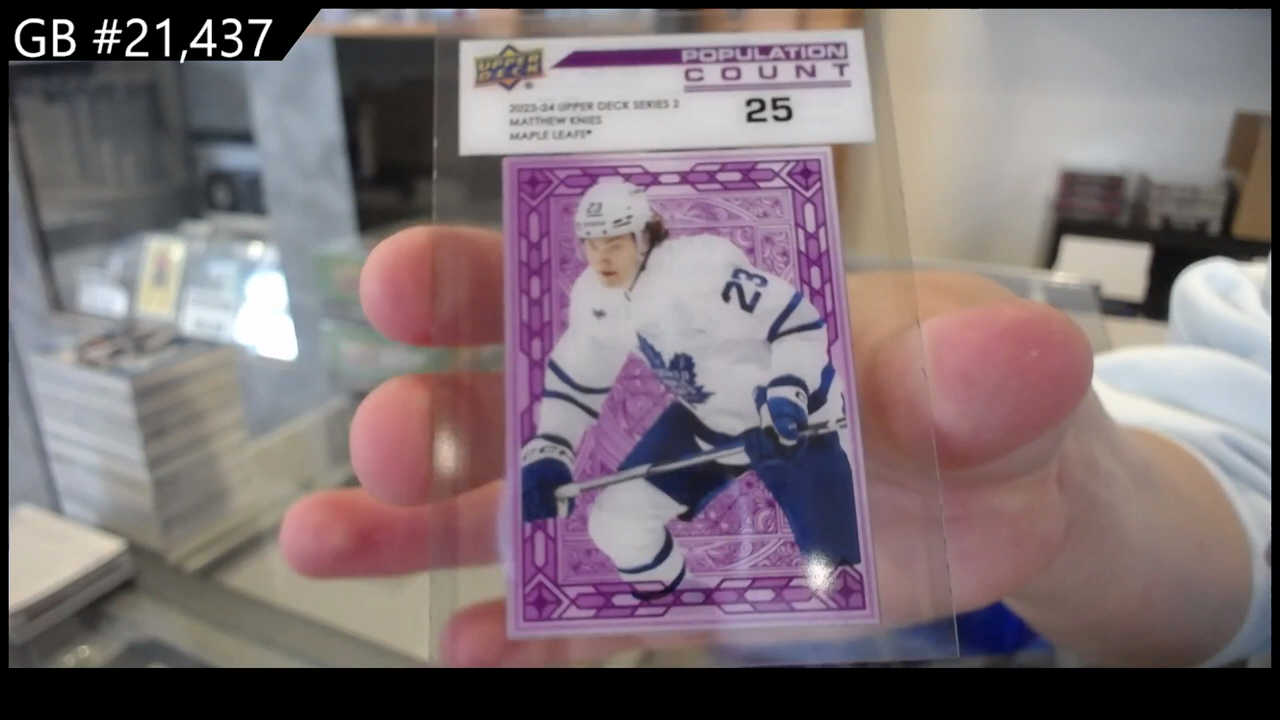 GB #21,437
UPPER DECK
POPULATION
COUNT
25
2023-24 UPPER DECK SERIES 2
MATTHEW KNIES
MAPLE LEAFS®
23
23
CCM